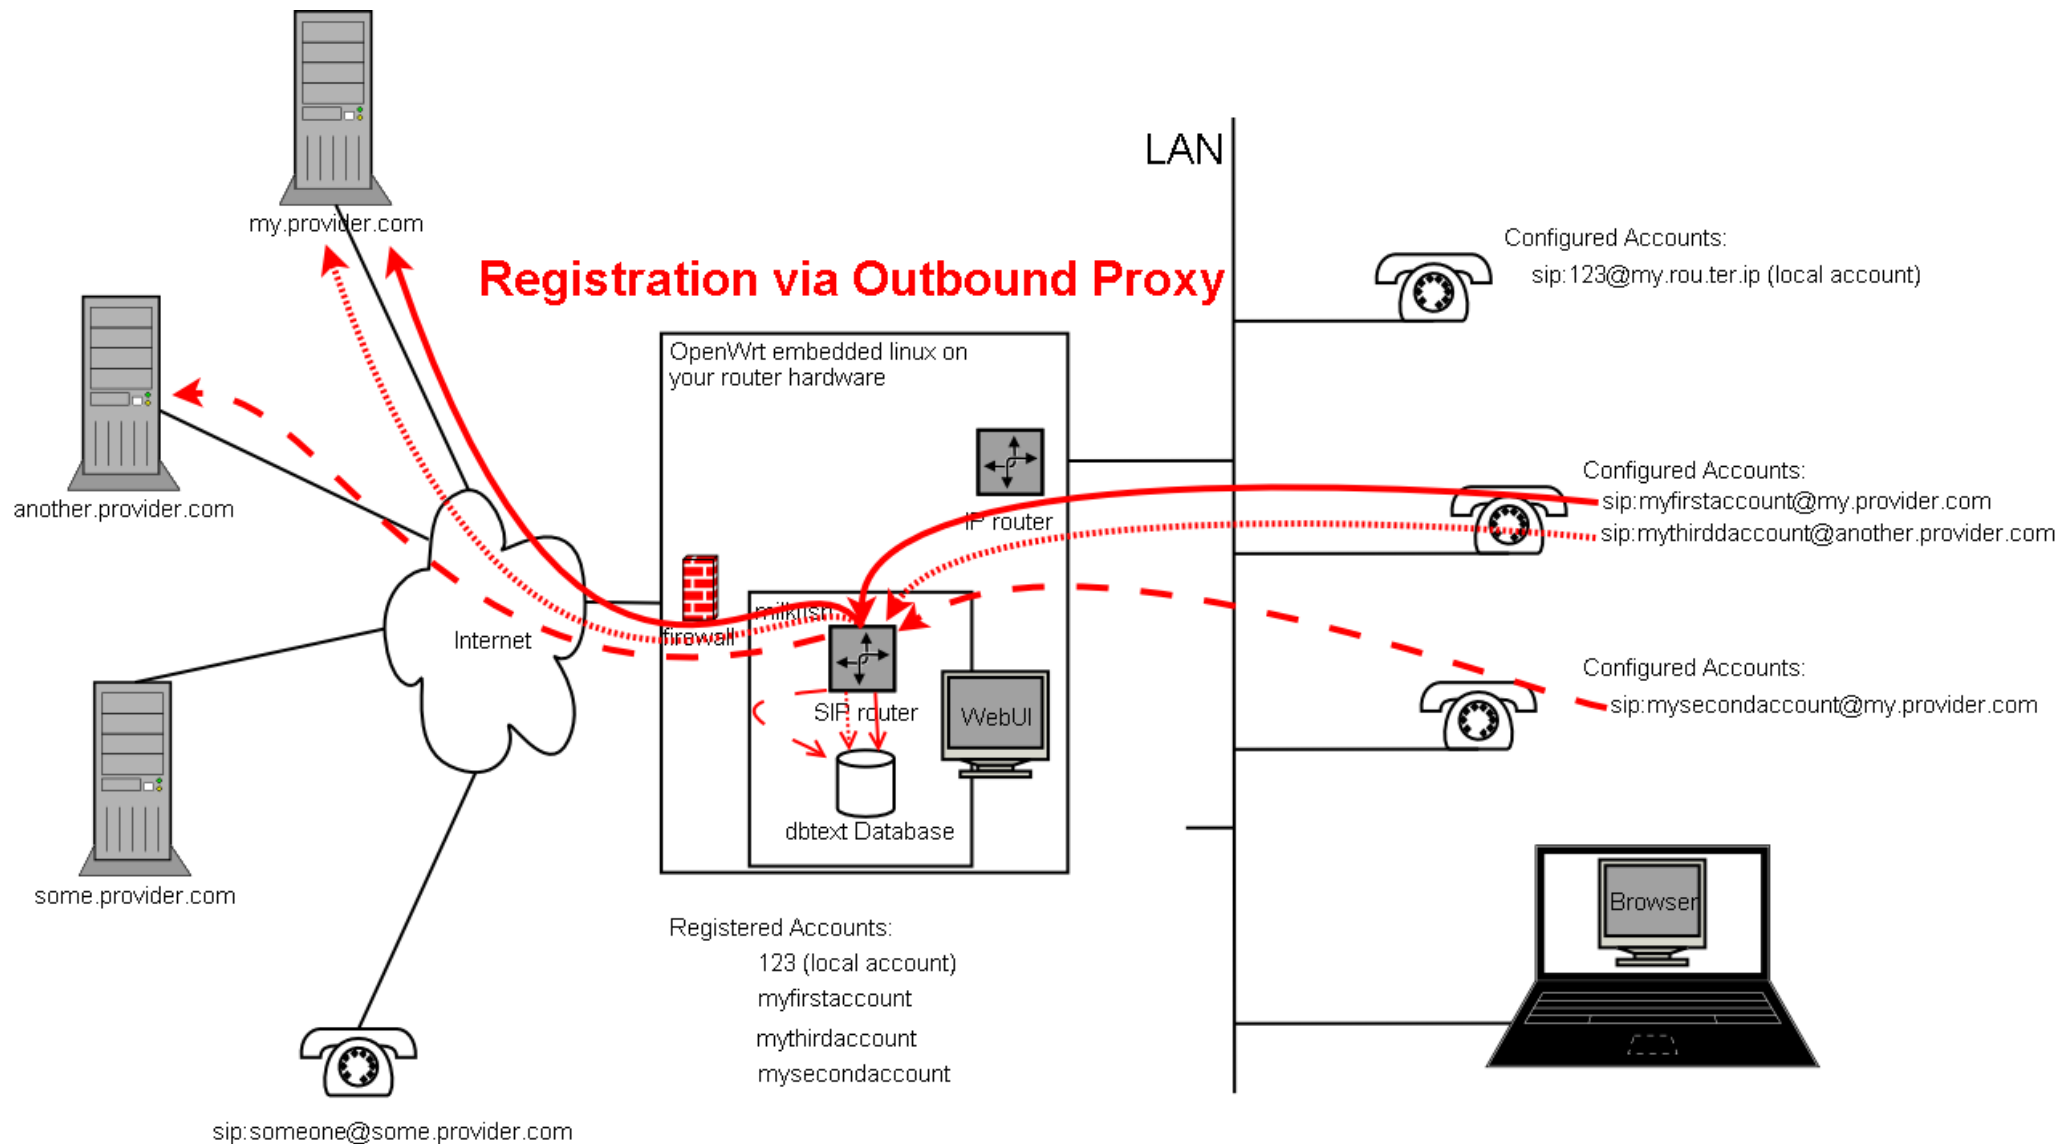 my.provider.com
LAN
Configured Accounts:
sip:123@my.rou.ter.ip (local account)
Registration via Outbound Proxy
OpenWrt embedded linux on
your router hardware
another.provider.com
IP router
Configured Accounts:
sip:myfirstaccount@my.provider.com
sip:mythirddaccount@another.provider.com
Internet
firewall
milkfish
SIP router
WebUI
dbtext Database
Configured Accounts:
sip:mysecondaccount@my.provider.com
some.provider.com
Browser
Registered Accounts:
123 (local account)
myfirstaccount
mythirdaccount
mysecondaccount
sip:someone@some.provider.com